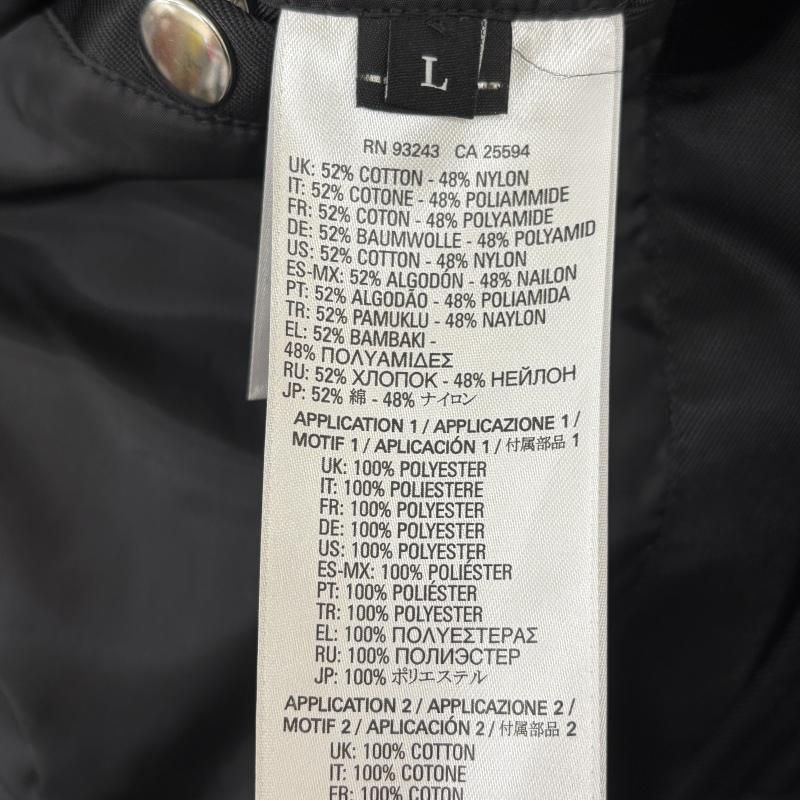 L
RN 93243 CA 25594
UK: 52% COTTON - 48% NYLON
IT: 52% COTONE - 48% POLIAMMIDE
FR: 52% COTON - 48% POLYAMIDE
DE: 52% BAUMWOLLE - 48% POLYAMID
US: 52% COTTON - 48% NYLON
ES-MX: 52% ALGODÓN - 48% NAILON
PT: 52% ALGODÃO - 48% POLIAMIDA
TR: 52% PAMUKLU - 48% NAYLON
EL: 52% ΒΑΜΒΑΚΙ -
48% ΠΟΛΥΑΜΙΔΕΣ
RU: 52% ХЛОПОК - 48% НЕЙЛОН
JP: 52% 綿 - 48% ナイロン
APPLICATION 1 / APPLICAZIONE 1 /
MOTIF 1 / APLICACIÓN 1 / 付属部品 1
UK: 100% POLYESTER
IT: 100% POLIESTERE
FR: 100% POLYESTER
DE: 100% POLYESTER
US: 100% POLYESTER
ES-MX: 100% POLIÉSTER
PT: 100% POLIÉSTER
TR: 100% POLYESTER
EL: 100% ΠΟΛΥΕΣΤΕΡΑΣ
RU: 100% ПОЛИЭСТЕР
JP: 100% ポリエステル
APPLICATION 2 / APPLICAZIONE 2 /
MOTIF 2 / APLICACIÓN 2 / 付属部品 2
UK: 100% COTTON
IT: 100% COTONE
FR: 100% COTON